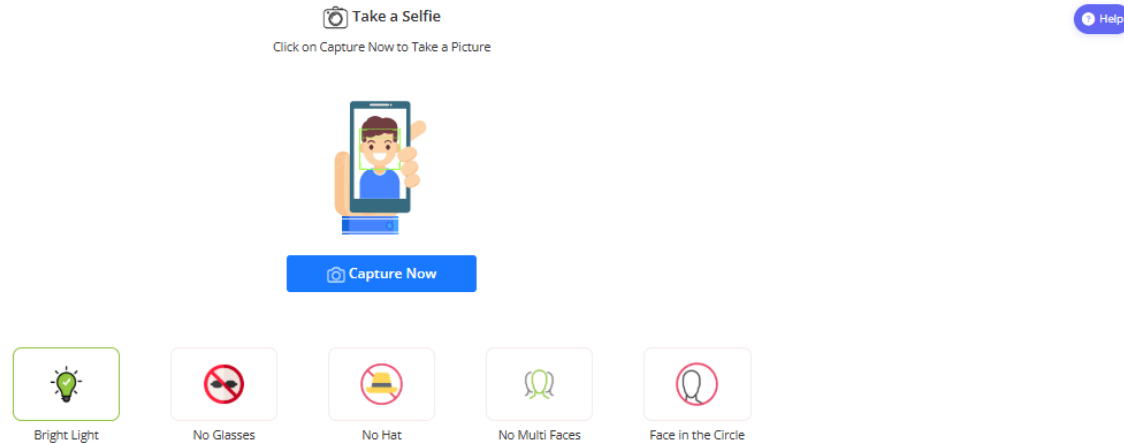 Take a Selfie
Help
Click on Capture Now to Take a Picture
Capture Now
Bright Light
No Glasses
No Hat
No Multi Faces
Face in the Circle